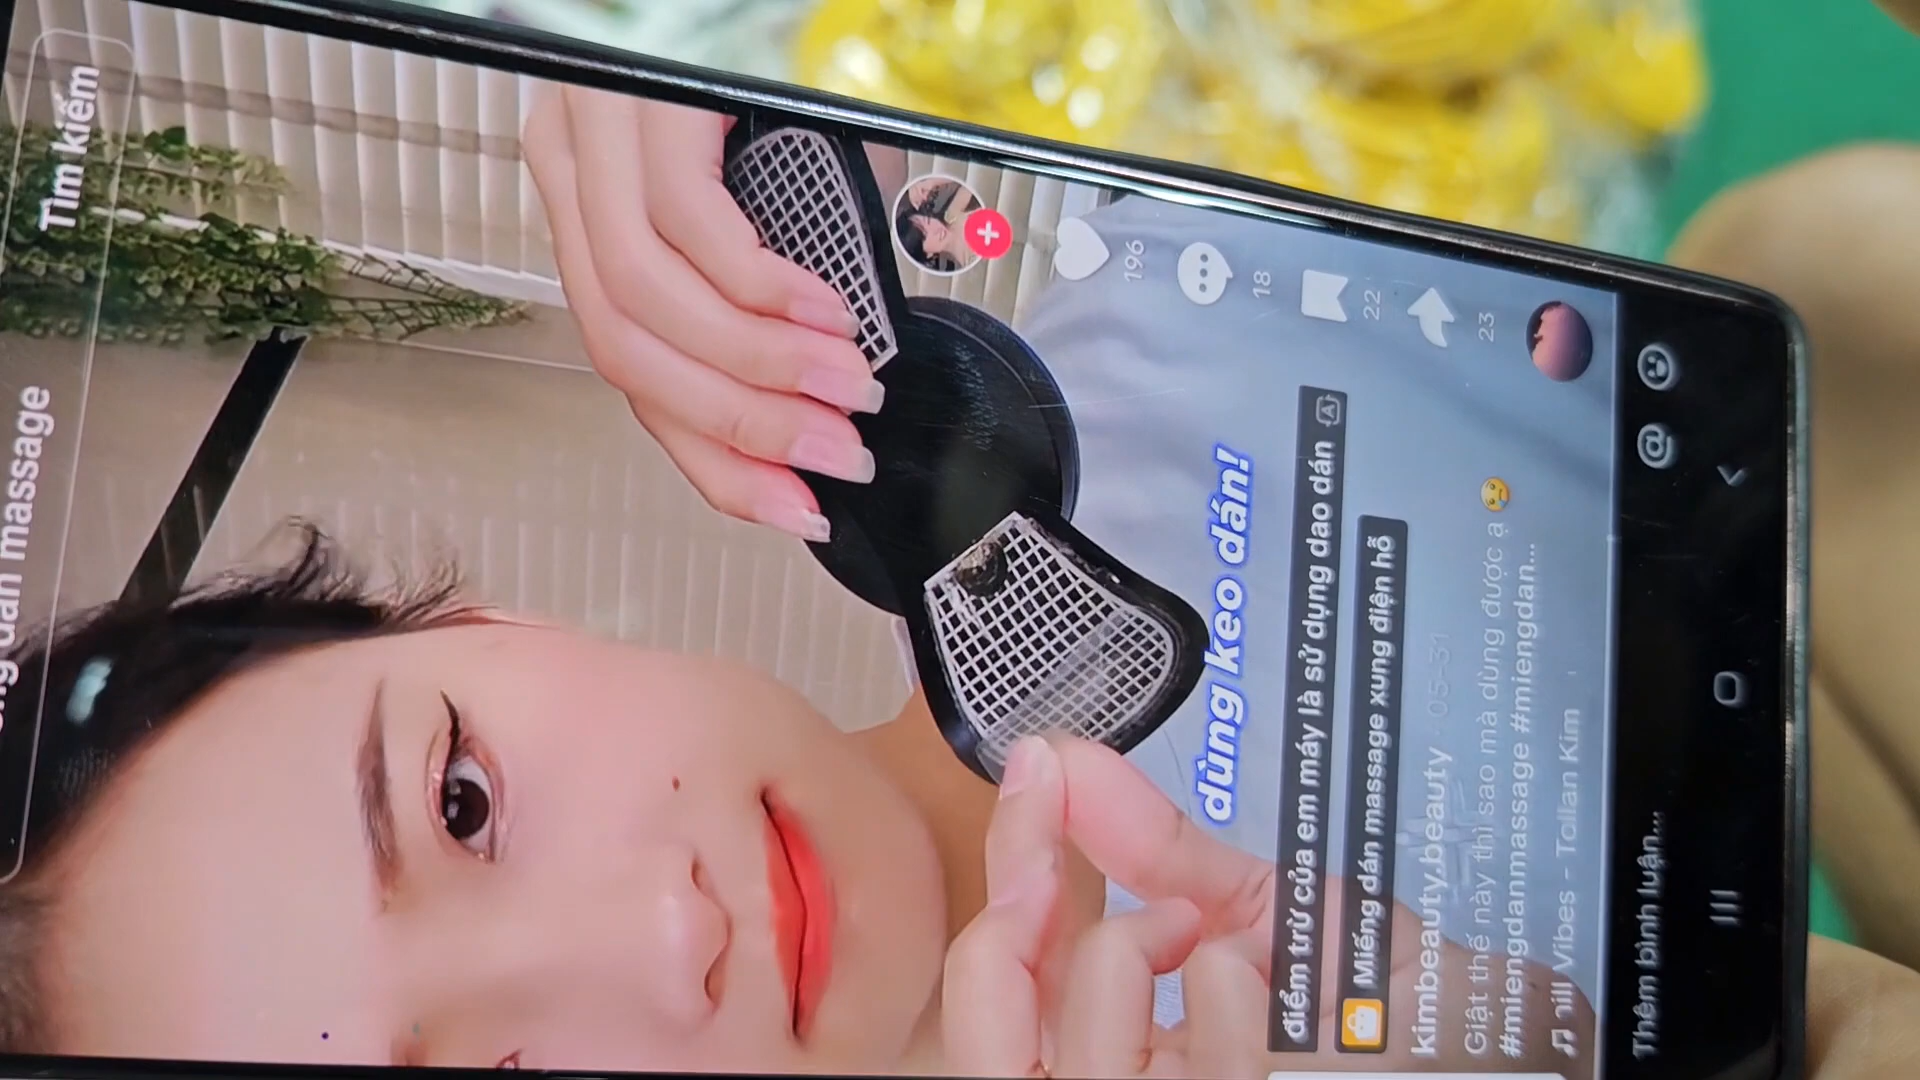 Tìm kiếm
dán massage
196
18
22
23
dùng keo dán!
điểm trừ của em máy là sử dụng dao dán
Miếng dán massage xung điện hỗ
kimbeauty.beauty · 05-31
Giật thế này thì sao mà dùng được ạ 🥲
#miengdanmassage #miengdan...
Vibes - Tollan Kim
Thêm bình luận...